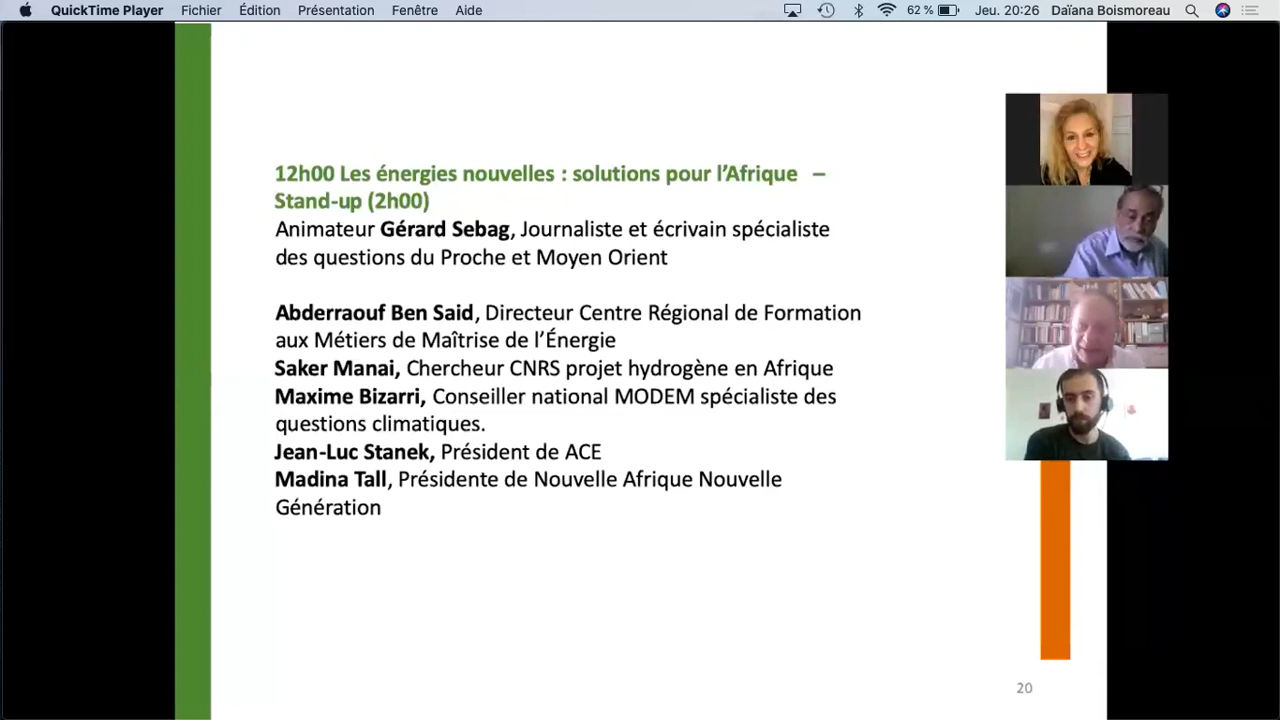 QuickTime Player Fichier Édition Présentation Fenêtre Aide 62 % Jeu. 20:26 Daïana Boismoreau
12h00 Les énergies nouvelles : solutions pour l’Afrique –
Stand-up (2h00)
Animateur Gérard Sebag, Journaliste et écrivain spécialiste
des questions du Proche et Moyen Orient
Abderraouf Ben Said, Directeur Centre Régional de Formation
aux Métiers de Maîtrise de l’Énergie
Saker Manai, Chercheur CNRS projet hydrogène en Afrique
Maxime Bizarri, Conseiller national MODEM spécialiste des
questions climatiques.
Jean-Luc Stanek, Président de ACE
Madina Tall, Présidente de Nouvelle Afrique Nouvelle
Génération
20